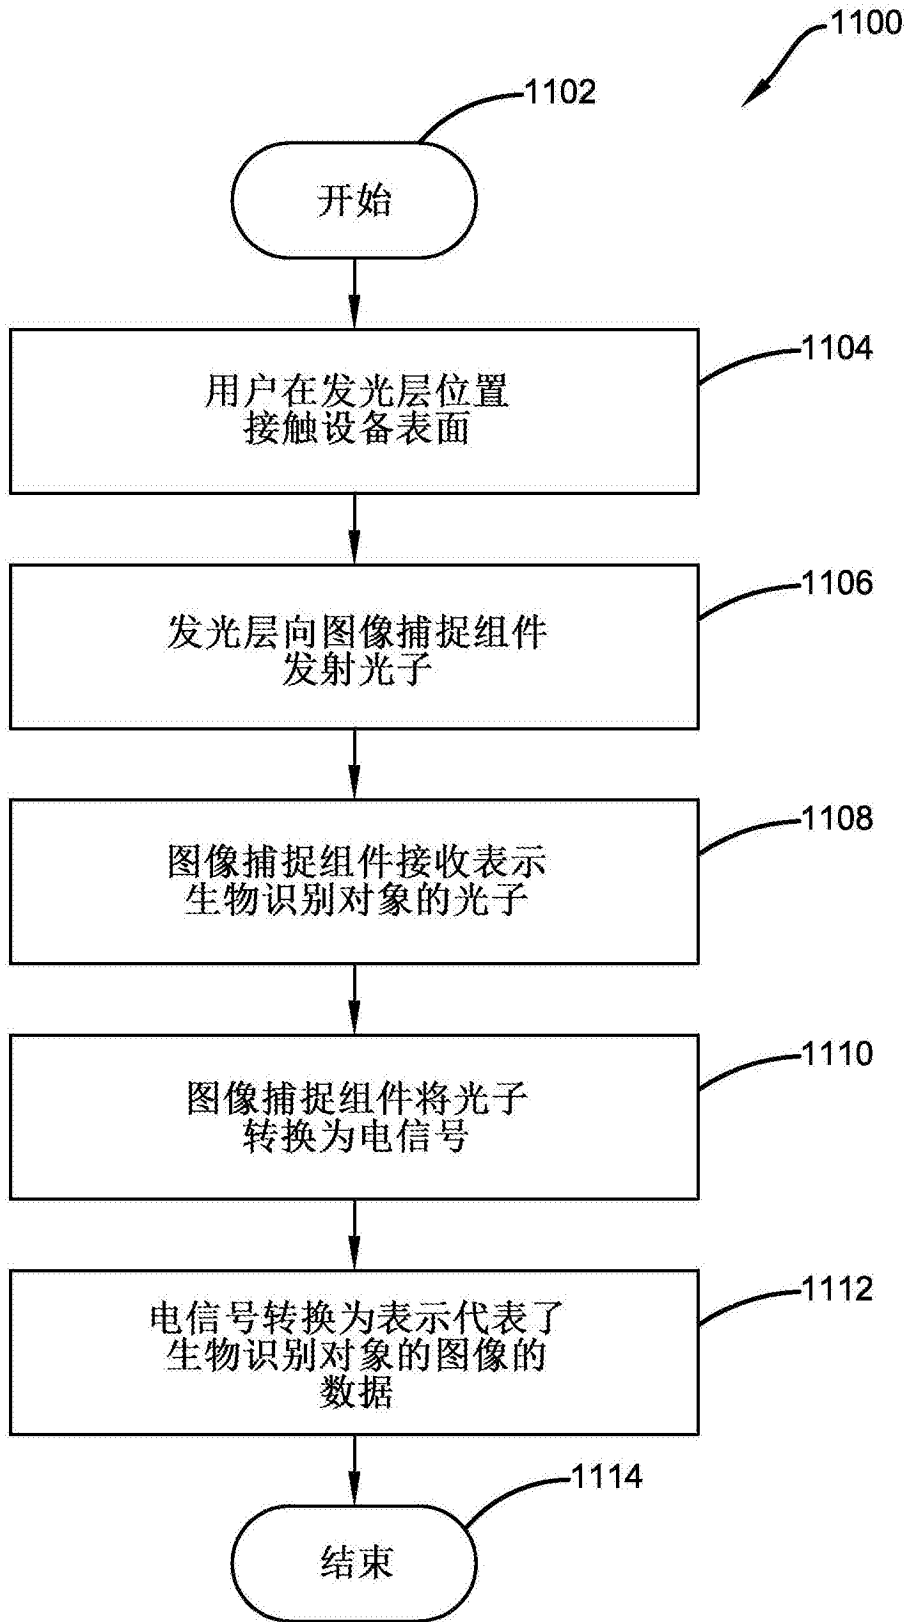 1100
1102
开始
1104
用户在发光层位置
接触设备表面
1106
发光层向图像捕捉组件
发射光子
1108
图像捕捉组件接收表示
生物识别对象的光子
1110
图像捕捉组件将光子
转换为电信号
1112
电信号转换为表示代表了
生物识别对象的图像的
数据
1114
结束